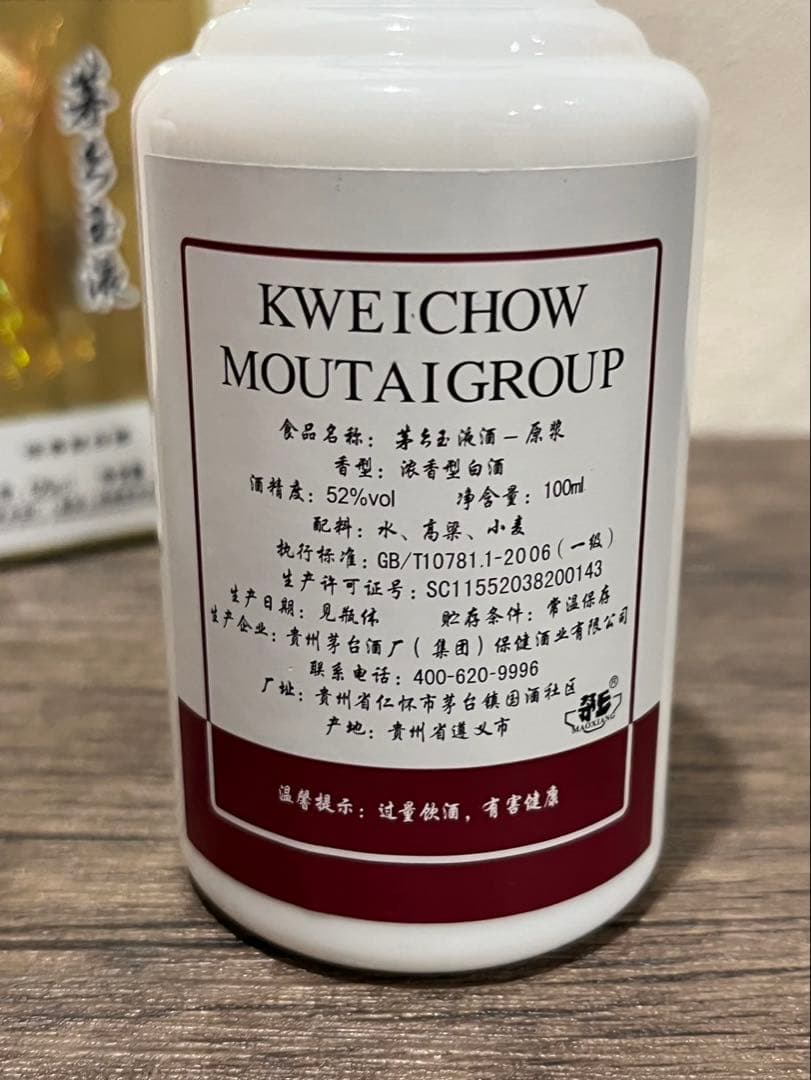 茅乡玉液
KWEICHOW
MOUTAIGROUP
食品名称：茅乡玉液酒－原浆
香型：浓香型白酒
酒精度：52%vol 净含量：100ml
配料：水、高粱、小麦
执行标准：GB/T10781.1-2006（一级）
生产许可证号：SC11552038200143
生产日期：见瓶体 贮存条件：常温保存
生产企业：贵州茅台酒厂（集团）保健酒业有限公司
联系电话：400-620-9996
厂址：贵州省仁怀市茅台镇国酒社区
产地：贵州省遵义市
®
MAOXIANG
温馨提示：过量饮酒，有害健康